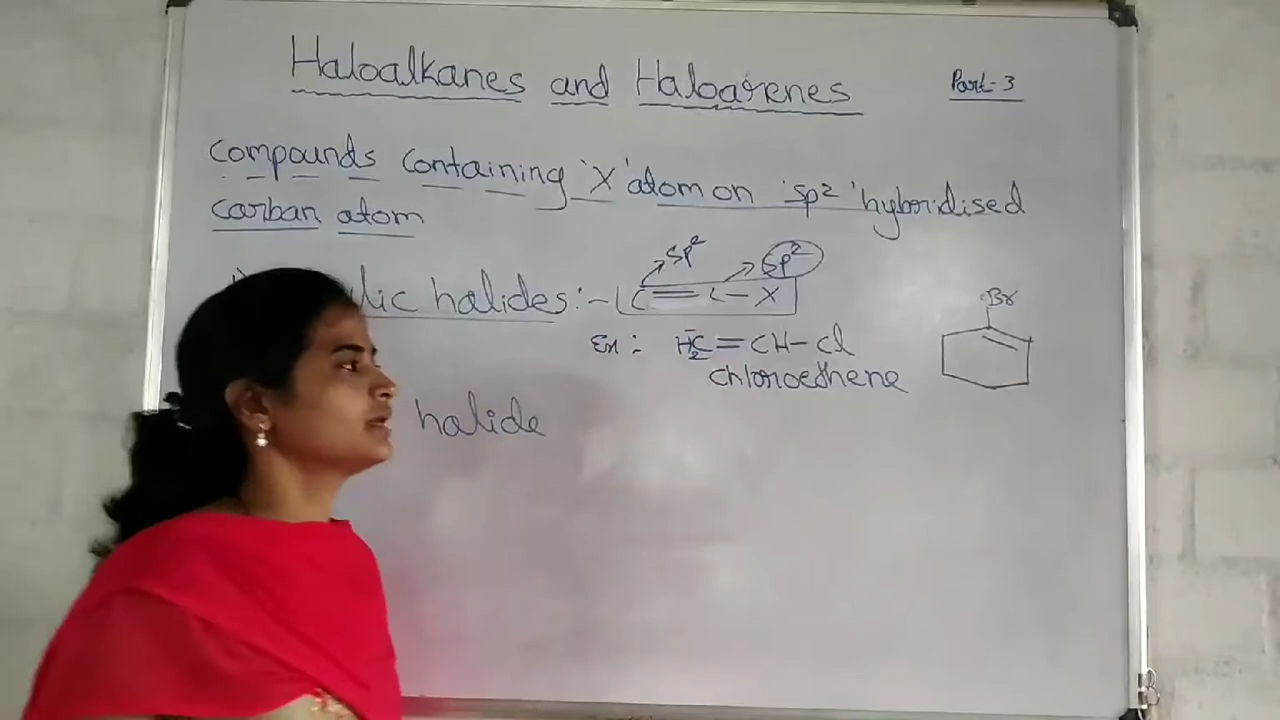 Haloalkanes and Haloarenes
Part-3
Compounds containing 'X' atom on 'sp²' hybridised
carban atom
lic halides:-
C=C-X
sp²
sp²
Ex: H₂C=CH-Cl
chloroethene
Br
halide